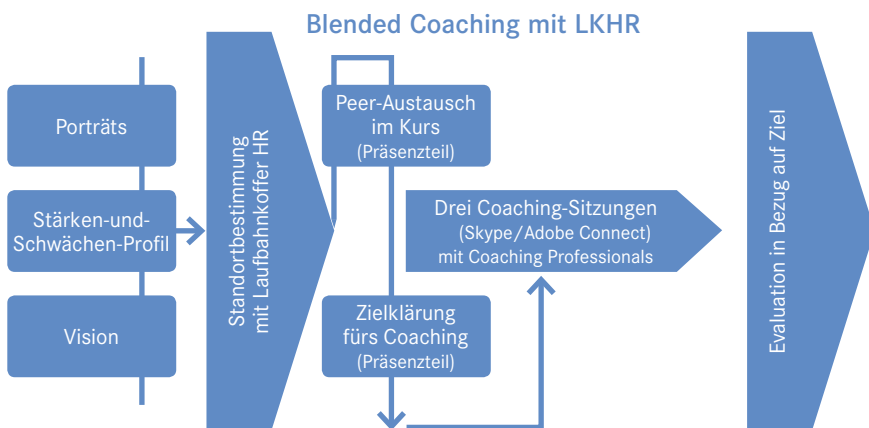 Blended Coaching mit LKHR
Porträts
Stärken-und-
Schwächen-Profil
Vision
Standortbestimmung
mit Laufbahnkoffer HR
Peer-Austausch
im Kurs
(Präsenzteil)
Zielklärung
fürs Coaching
(Präsenzteil)
Drei Coaching-Sitzungen
(Skype/Adobe Connect)
mit Coaching Professionals
Evaluation in Bezug auf Ziel